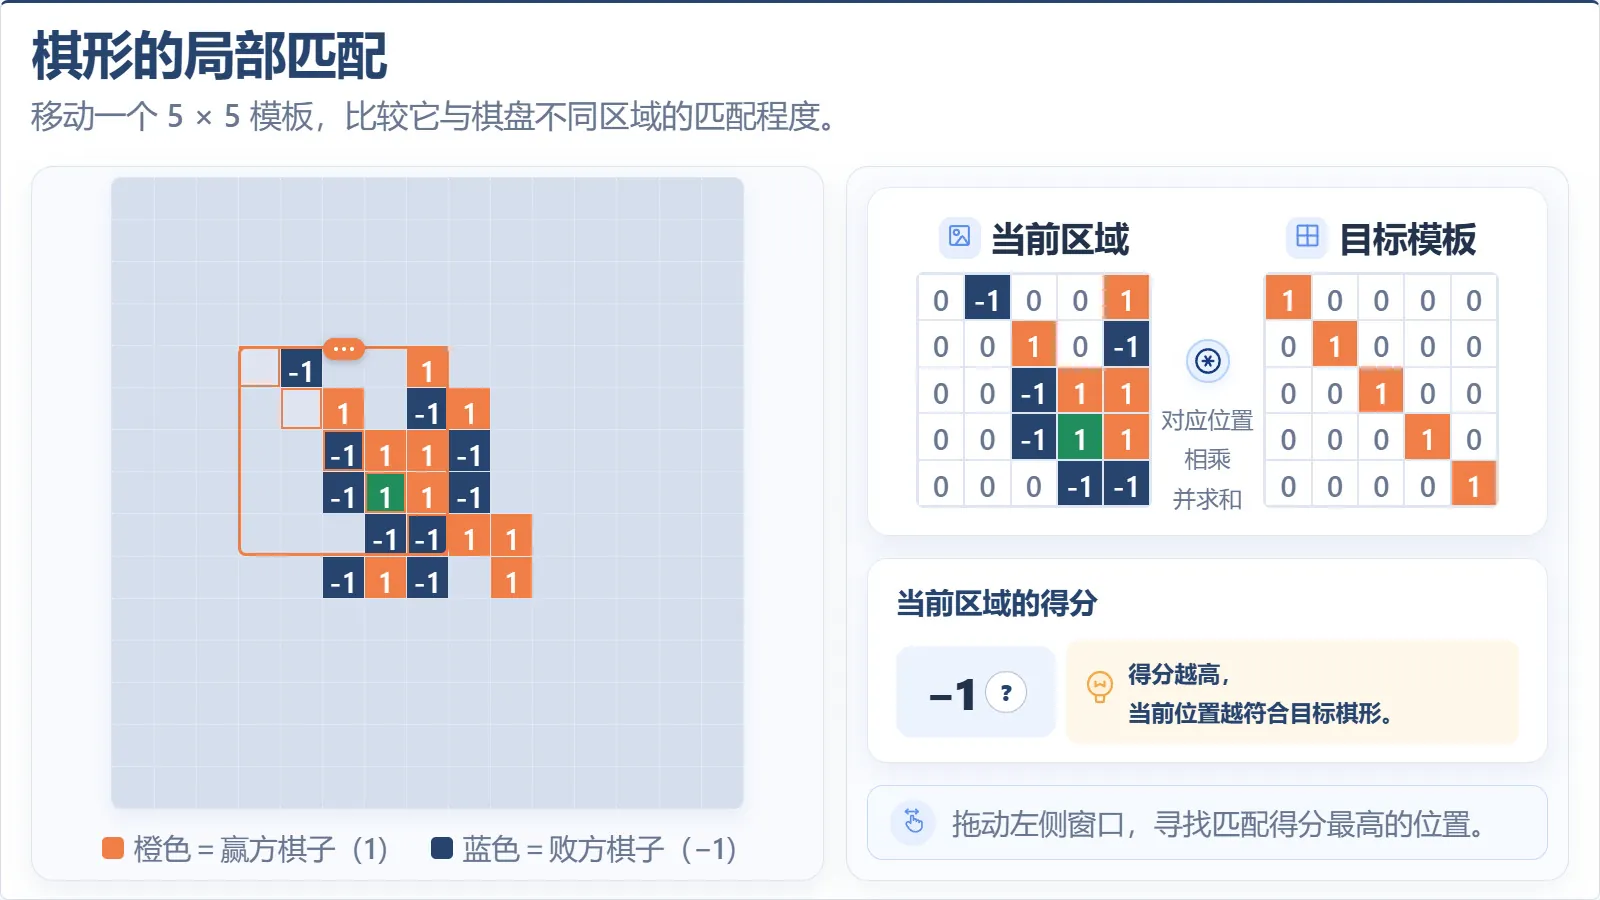 棋形的局部匹配
移动一个 5 × 5 模板，比较它与棋盘不同区域的匹配程度。
-1 1
1 -1 1
-1 1 1 -1
-1 1 1 -1
-1 -1 1 1
-1 1 -1 1
橙色 = 赢方棋子（1） 蓝色 = 败方棋子（−1）
当前区域
0 -1 0 0 1
0 0 1 0 -1
0 0 -1 1 1
0 0 -1 1 1
0 0 0 -1 -1
对应位置
相乘
并求和
目标模板
1 0 0 0 0
0 1 0 0 0
0 0 1 0 0
0 0 0 1 0
0 0 0 0 1
当前区域的得分
−1 ?
得分越高，
当前位置越符合目标棋形。
拖动左侧窗口，寻找匹配得分最高的位置。